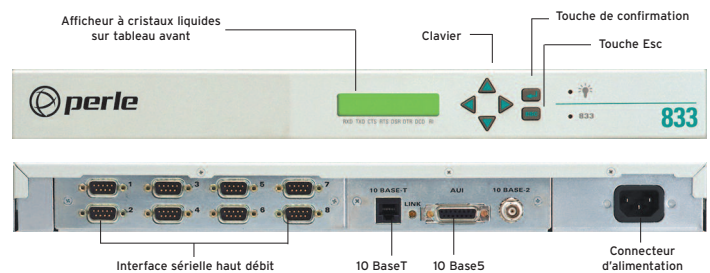 Afficheur à cristaux liquides
sur tableau avant
Clavier
Touche de confirmation
Touche Esc
perle
RXD TXD CTS RTS DSR DTR DCD RI
833
833
1 3 5 7
2 4 6 8
10 BASE-T
LINK
AUI
10 BASE-2
Interface sérielle haut débit
10 BaseT
10 Base5
Connecteur
d'alimentation